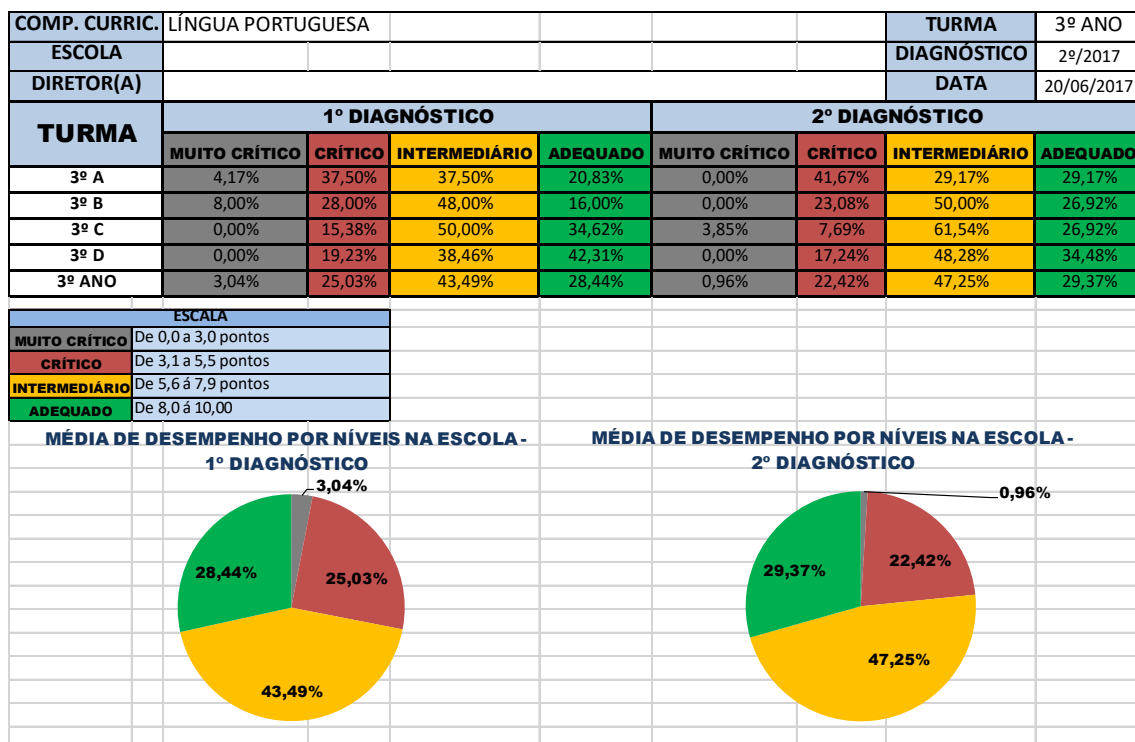 COMP. CURRIC. LÍNGUA PORTUGUESA TURMA 3º ANO
ESCOLA DIAGNÓSTICO 2º/2017
DIRETOR(A) DATA 20/06/2017
TURMA 1º DIAGNÓSTICO 2º DIAGNÓSTICO
MUITO CRÍTICO CRÍTICO INTERMEDIÁRIO ADEQUADO MUITO CRÍTICO CRÍTICO INTERMEDIÁRIO ADEQUADO
3º A 4,17% 37,50% 37,50% 20,83% 0,00% 41,67% 29,17% 29,17%
3º B 8,00% 28,00% 48,00% 16,00% 0,00% 23,08% 50,00% 26,92%
3º C 0,00% 15,38% 50,00% 34,62% 3,85% 7,69% 61,54% 26,92%
3º D 0,00% 19,23% 38,46% 42,31% 0,00% 17,24% 48,28% 34,48%
3º ANO 3,04% 25,03% 43,49% 28,44% 0,96% 22,42% 47,25% 29,37%
ESCALA
MUITO CRÍTICO De 0,0 a 3,0 pontos
CRÍTICO De 3,1 a 5,5 pontos
INTERMEDIÁRIO De 5,6 á 7,9 pontos
ADEQUADO De 8,0 á 10,00
MÉDIA DE DESEMPENHO POR NÍVEIS NA ESCOLA -
1º DIAGNÓSTICO
3,04%
28,44%
25,03%
43,49%
MÉDIA DE DESEMPENHO POR NÍVEIS NA ESCOLA -
2º DIAGNÓSTICO
0,96%
29,37%
22,42%
47,25%